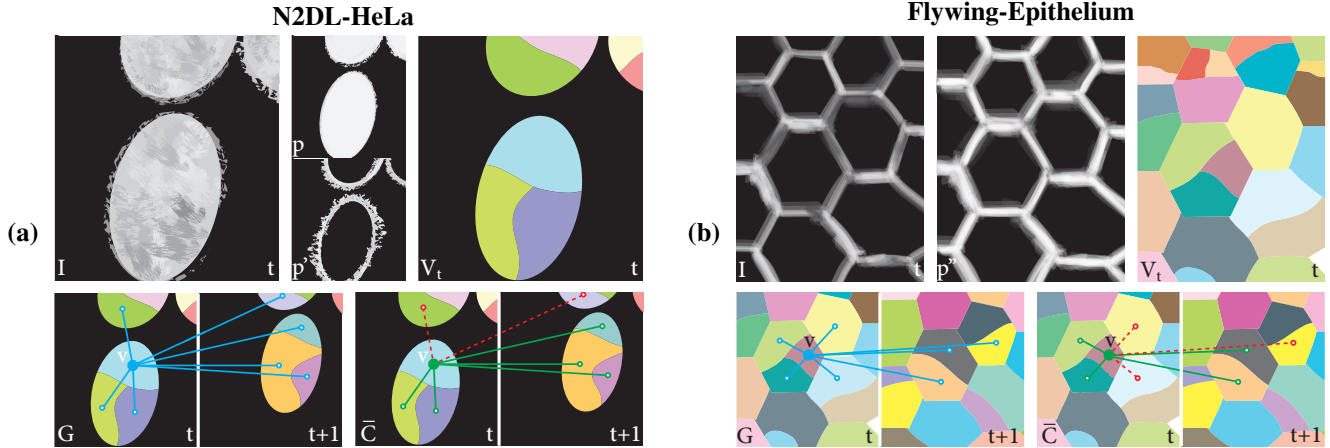 N2DL-HeLa
Flywing-Epithelium
(a)
I t
p
p'
V_t t
(b)
I t
p''
V_t t
v
G t
t+1
v
C̅ t
t+1
v
G t
t+1
v
C̅ t
t+1